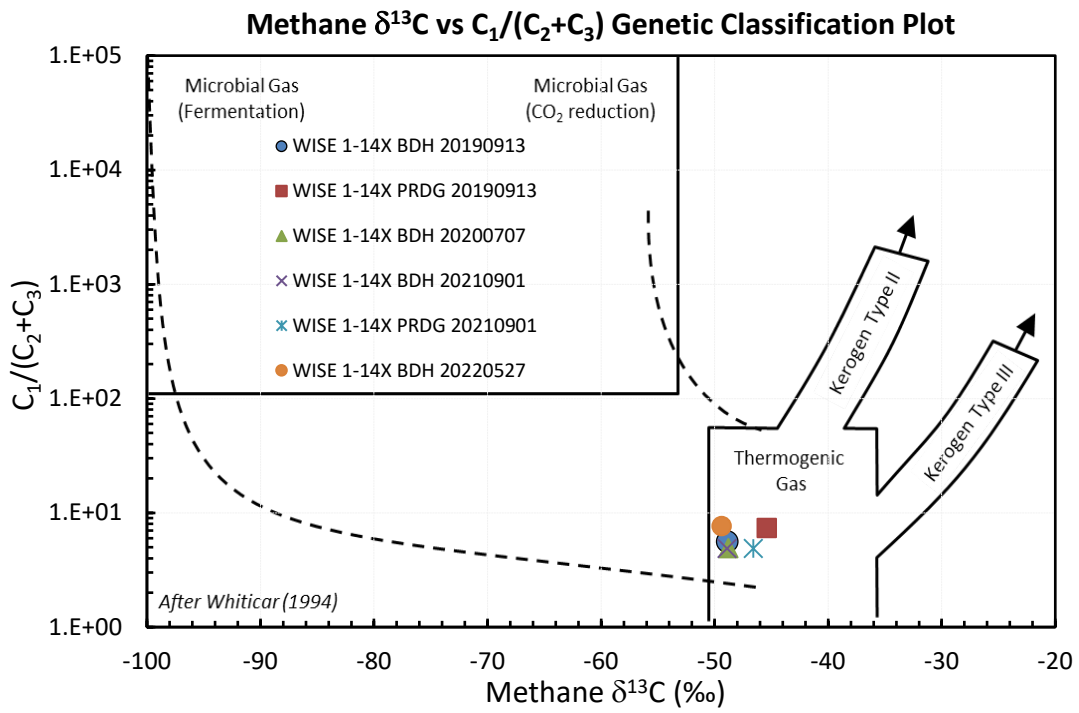 Methane δ¹³C vs C₁/(C₂+C₃) Genetic Classification Plot
C₁/(C₂+C₃)
1.E+05
1.E+04
1.E+03
1.E+02
1.E+01
1.E+00
Microbial Gas
(Fermentation)
Microbial Gas
(CO₂ reduction)
WISE 1-14X BDH 20190913
WISE 1-14X PRDG 20190913
WISE 1-14X BDH 20200707
WISE 1-14X BDH 20210901
WISE 1-14X PRDG 20210901
WISE 1-14X BDH 20220527
Kerogen Type II
Kerogen Type III
Thermogenic
Gas
After Whiticar (1994)
-100 -90 -80 -70 -60 -50 -40 -30 -20
Methane δ¹³C (‰)